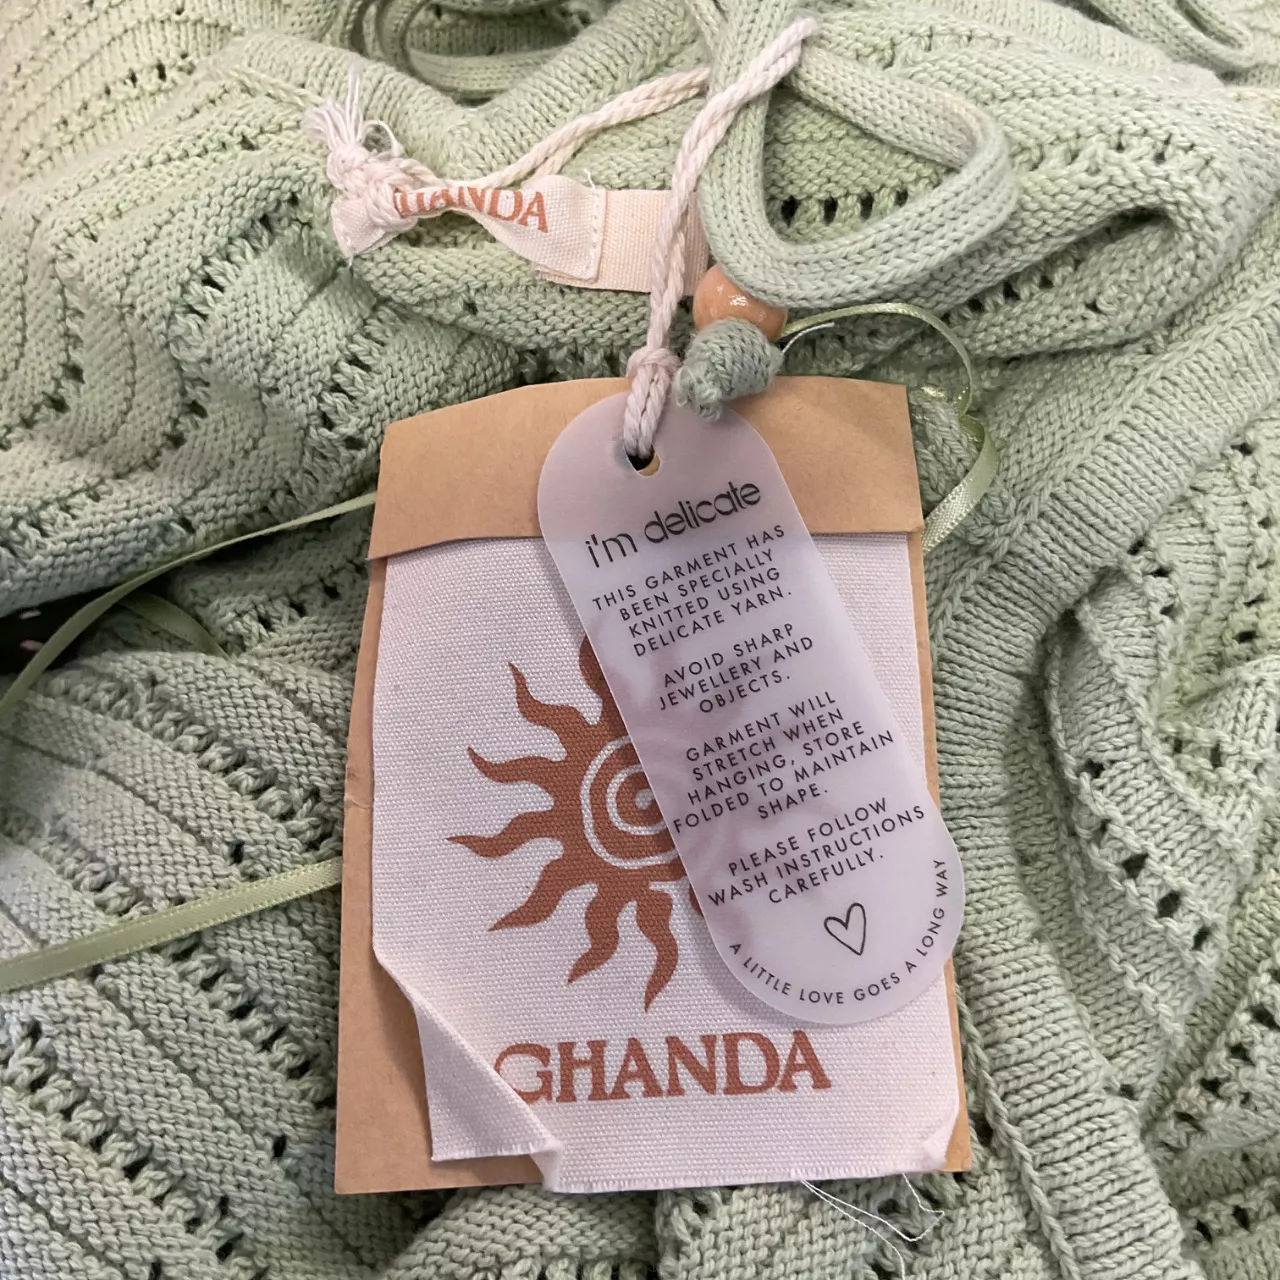 HANDA
i'm delicate
THIS GARMENT HAS
BEEN SPECIALLY
KNITTED USING
DELICATE YARN.
AVOID SHARP
JEWELLERY AND
OBJECTS.
GARMENT WILL
STRETCH WHEN
HANGING, STORE
FOLDED TO MAINTAIN
SHAPE.
PLEASE FOLLOW
WASH INSTRUCTIONS
CAREFULLY.
A LITTLE LOVE GOES A LONG WAY
GHANDA